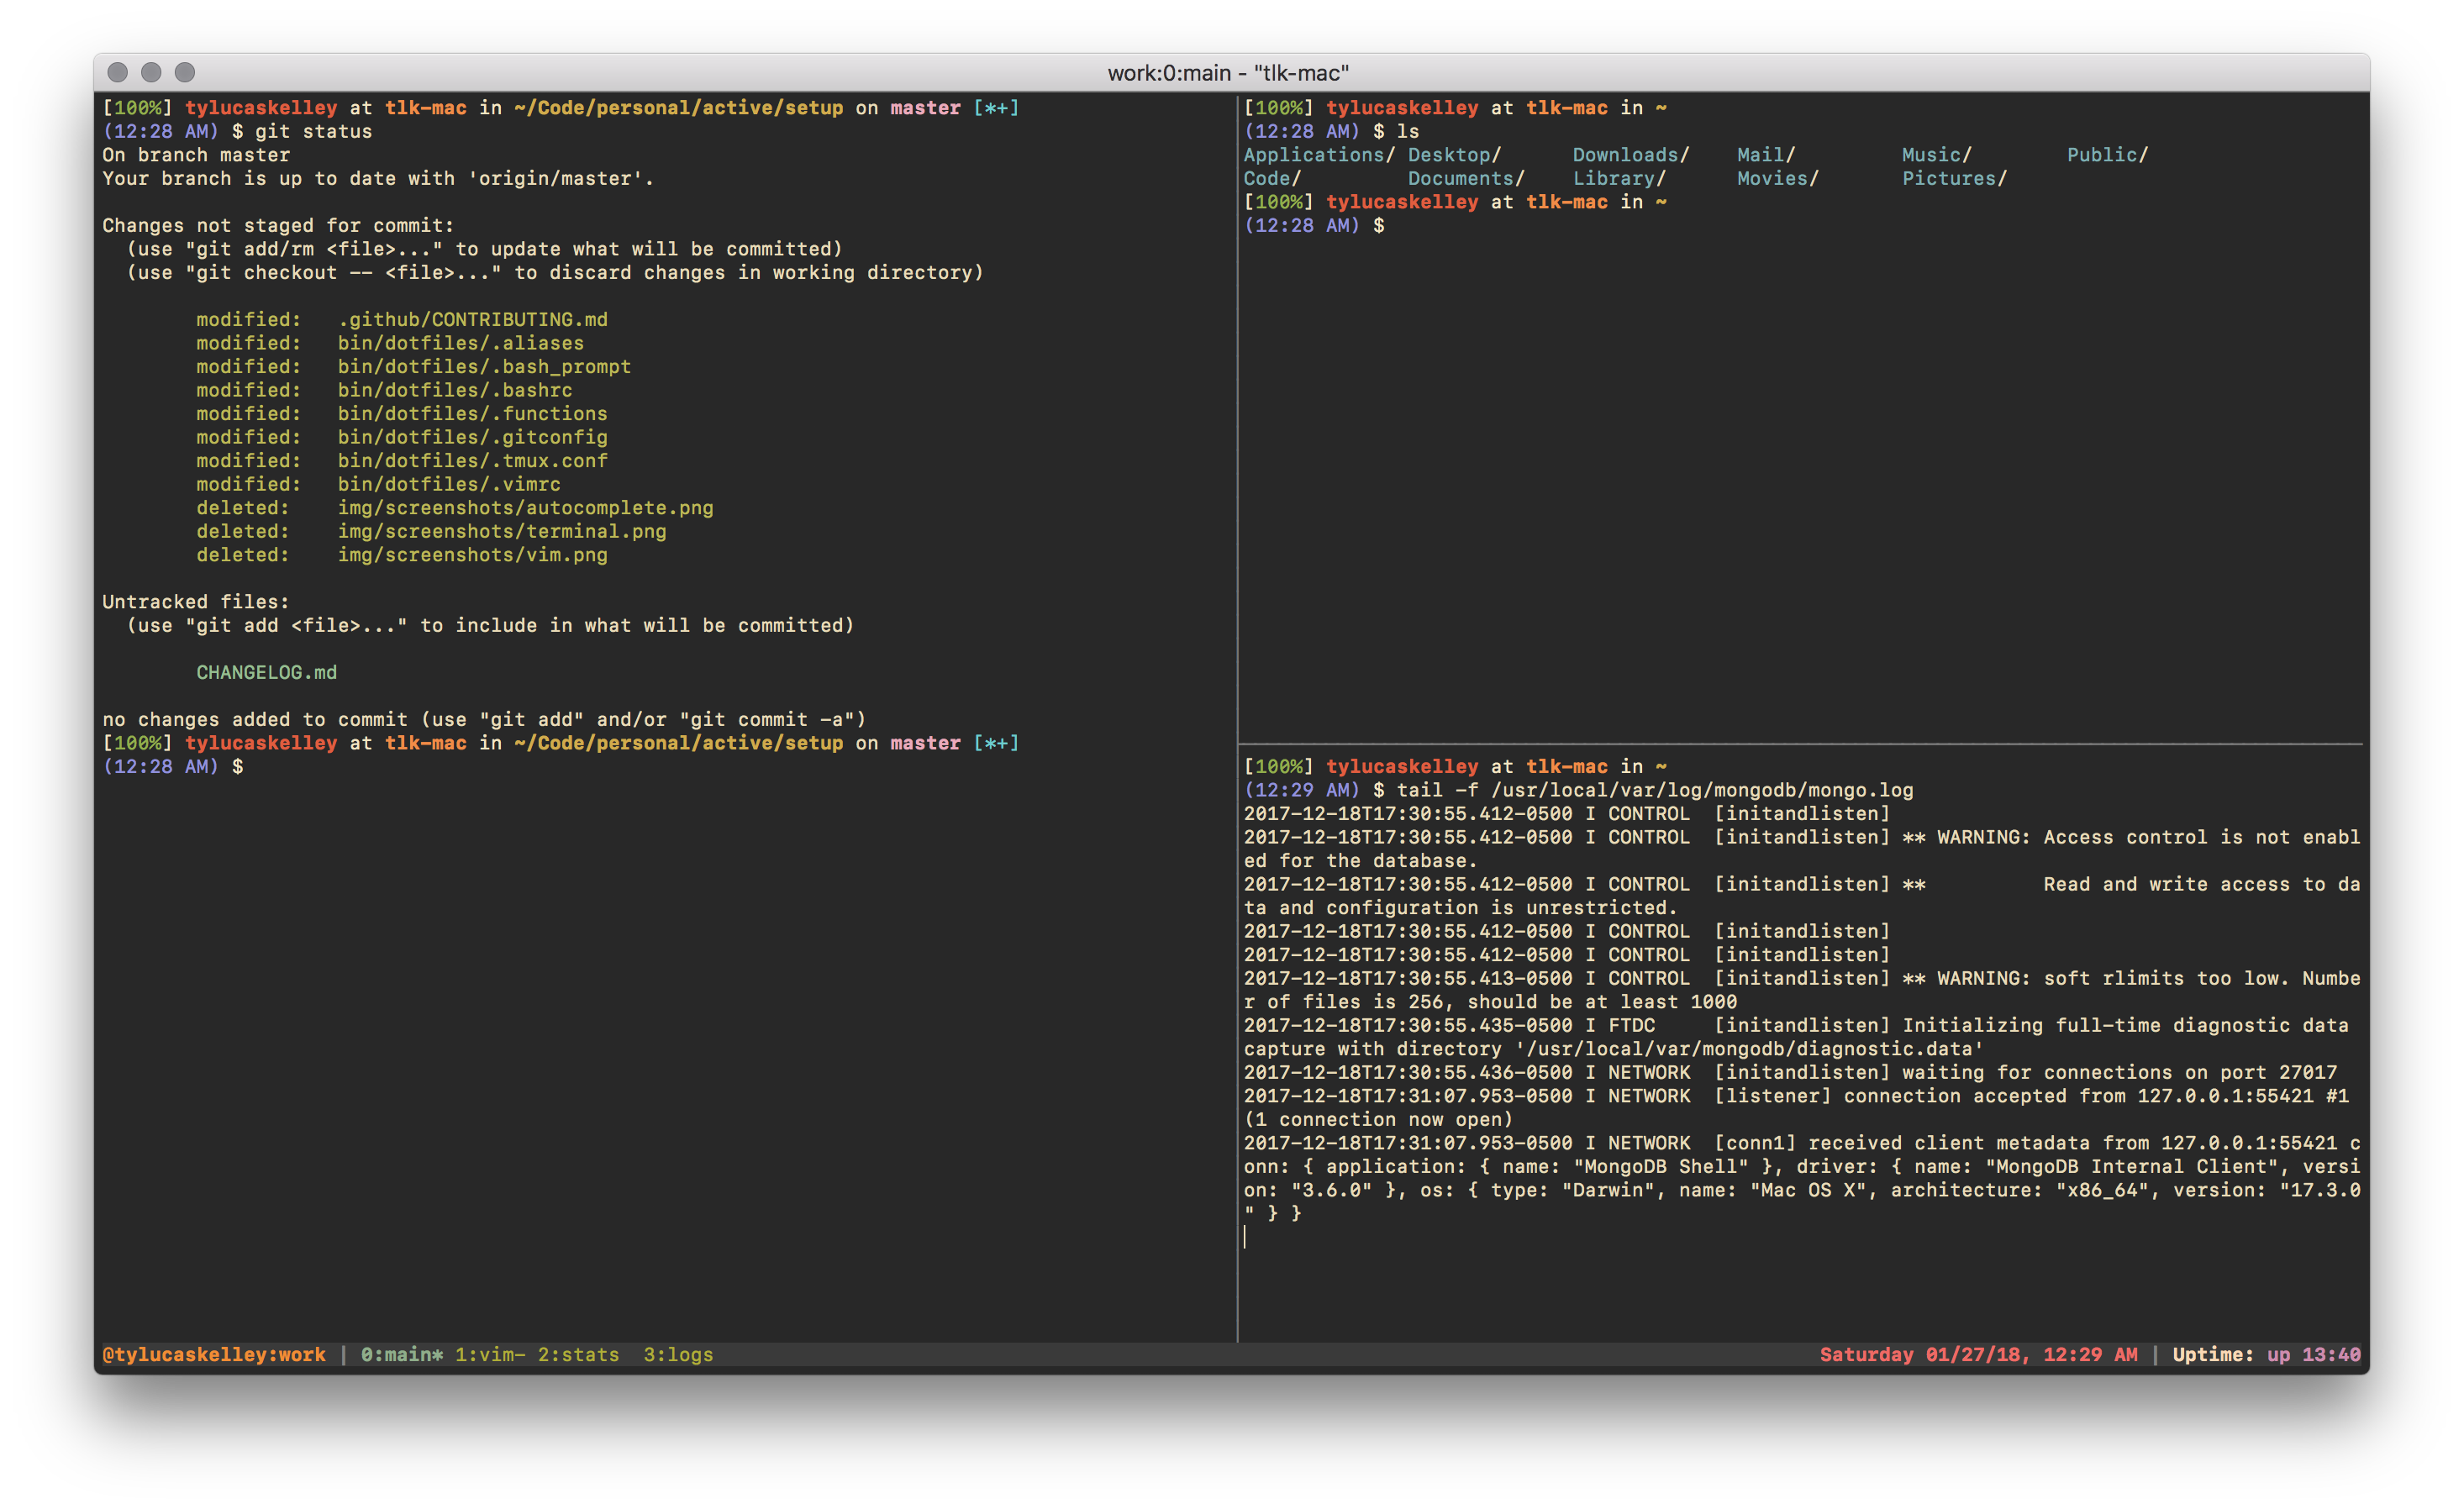 work:0:main - "tlk-mac"
[100%] tylucaskelley at tlk-mac in ~/Code/personal/active/setup on master [*+]
(12:28 AM) $ git status
On branch master
Your branch is up to date with 'origin/master'.
Changes not staged for commit:
(use "git add/rm <file>..." to update what will be committed)
(use "git checkout -- <file>..." to discard changes in working directory)
modified:   .github/CONTRIBUTING.md
modified:   bin/dotfiles/.aliases
modified:   bin/dotfiles/.bash_prompt
modified:   bin/dotfiles/.bashrc
modified:   bin/dotfiles/.functions
modified:   bin/dotfiles/.gitconfig
modified:   bin/dotfiles/.tmux.conf
modified:   bin/dotfiles/.vimrc
deleted:    img/screenshots/autocomplete.png
deleted:    img/screenshots/terminal.png
deleted:    img/screenshots/vim.png
Untracked files:
(use "git add <file>..." to include in what will be committed)
CHANGELOG.md
no changes added to commit (use "git add" and/or "git commit -a")
[100%] tylucaskelley at tlk-mac in ~/Code/personal/active/setup on master [*+]
(12:28 AM) $
[100%] tylucaskelley at tlk-mac in ~
(12:28 AM) $ ls
Applications/ Desktop/      Downloads/    Mail/         Music/        Public/
Code/         Documents/    Library/      Movies/       Pictures/
[100%] tylucaskelley at tlk-mac in ~
(12:28 AM) $
[100%] tylucaskelley at tlk-mac in ~
(12:29 AM) $ tail -f /usr/local/var/log/mongodb/mongo.log
2017-12-18T17:30:55.412-0500 I CONTROL  [initandlisten]
2017-12-18T17:30:55.412-0500 I CONTROL  [initandlisten] ** WARNING: Access control is not enabl
ed for the database.
2017-12-18T17:30:55.412-0500 I CONTROL  [initandlisten] **          Read and write access to da
ta and configuration is unrestricted.
2017-12-18T17:30:55.412-0500 I CONTROL  [initandlisten]
2017-12-18T17:30:55.412-0500 I CONTROL  [initandlisten]
2017-12-18T17:30:55.413-0500 I CONTROL  [initandlisten] ** WARNING: soft rlimits too low. Numbe
r of files is 256, should be at least 1000
2017-12-18T17:30:55.435-0500 I FTDC     [initandlisten] Initializing full-time diagnostic data
capture with directory '/usr/local/var/mongodb/diagnostic.data'
2017-12-18T17:30:55.436-0500 I NETWORK  [initandlisten] waiting for connections on port 27017
2017-12-18T17:31:07.953-0500 I NETWORK  [listener] connection accepted from 127.0.0.1:55421 #1
(1 connection now open)
2017-12-18T17:31:07.953-0500 I NETWORK  [conn1] received client metadata from 127.0.0.1:55421 c
onn: { application: { name: "MongoDB Shell" }, driver: { name: "MongoDB Internal Client", versi
on: "3.6.0" }, os: { type: "Darwin", name: "Mac OS X", architecture: "x86_64", version: "17.3.0
" } }
@tylucaskelley:work | 0:main* 1:vim- 2:stats  3:logs
Saturday 01/27/18, 12:29 AM | Uptime: up 13:40